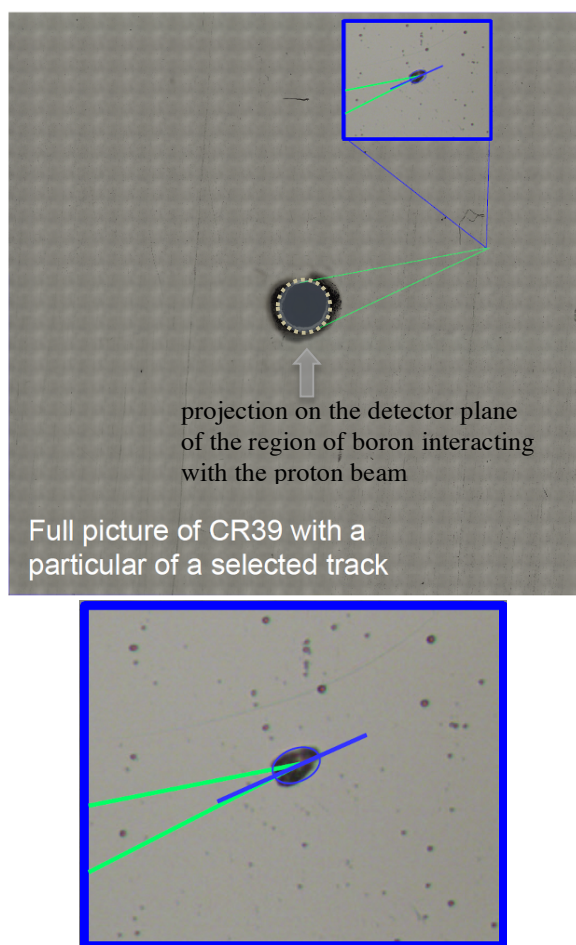 projection on the detector plane
of the region of boron interacting
with the proton beam
Full picture of CR39 with a
particular of a selected track